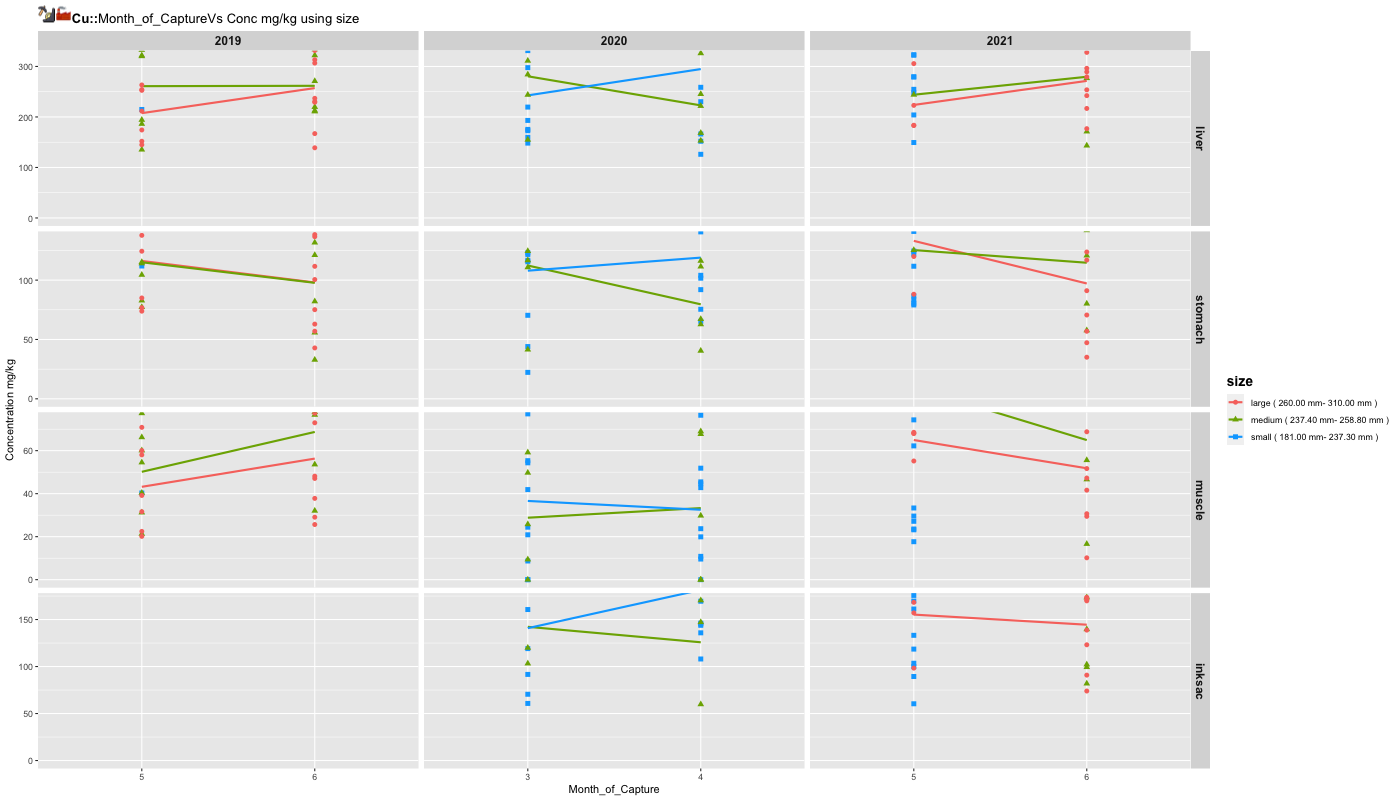 Cu::Month_of_CaptureVs Conc mg/kg using size
2019 2020 2021
300
200
100
0
liver
100
50
0
stomach
60
40
20
0
muscle
150
100
50
0
inksac
5 6 3 4 5 6
Month_of_Capture
Concentration mg/kg
size
large ( 260.00 mm- 310.00 mm )
medium ( 237.40 mm- 258.80 mm )
small ( 181.00 mm- 237.30 mm )